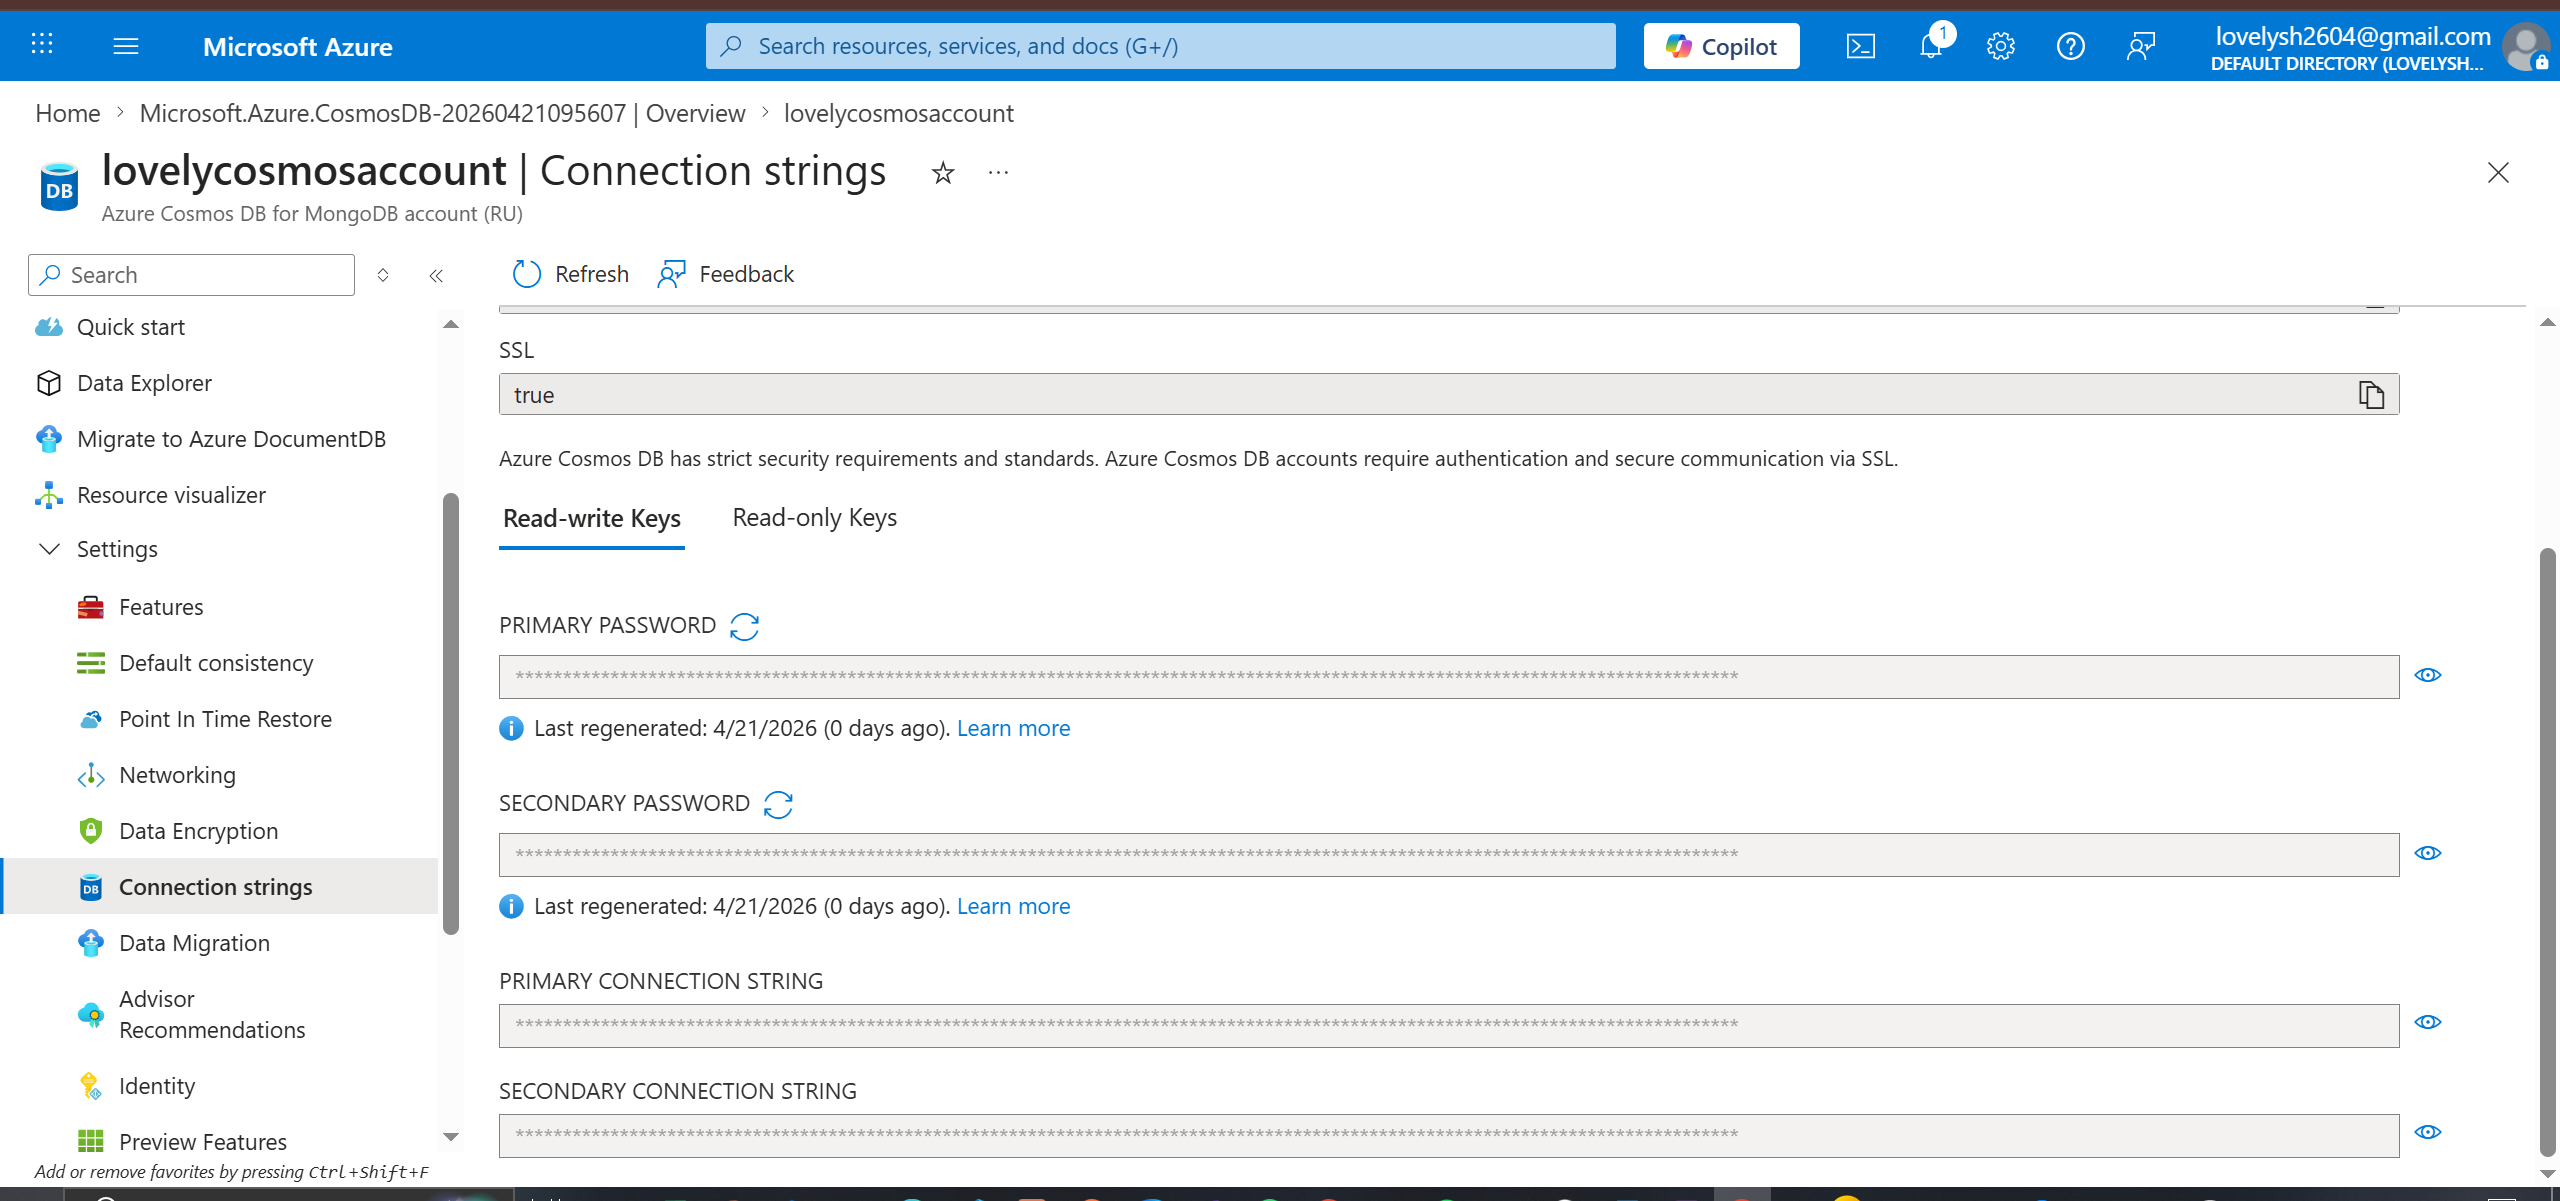 Microsoft Azure
Search resources, services, and docs (G+/)
Copilot
1
lovelysh2604@gmail.com
DEFAULT DIRECTORY (LOVELYSH...
Home > Microsoft.Azure.CosmosDB-20260421095607 | Overview > lovelycosmosaccount
DB
lovelycosmosaccount | Connection strings
Azure Cosmos DB for MongoDB account (RU)
Search
Refresh
Feedback
Quick start
Data Explorer
Migrate to Azure DocumentDB
Resource visualizer
Settings
Features
Default consistency
Point In Time Restore
Networking
Data Encryption
DB
Connection strings
Data Migration
Advisor
Recommendations
Identity
Preview Features
Add or remove favorites by pressing Ctrl+Shift+F
SSL
true
Azure Cosmos DB has strict security requirements and standards. Azure Cosmos DB accounts require authentication and secure communication via SSL.
Read-write Keys
Read-only Keys
PRIMARY PASSWORD
Last regenerated: 4/21/2026 (0 days ago). Learn more
SECONDARY PASSWORD
Last regenerated: 4/21/2026 (0 days ago). Learn more
PRIMARY CONNECTION STRING
SECONDARY CONNECTION STRING